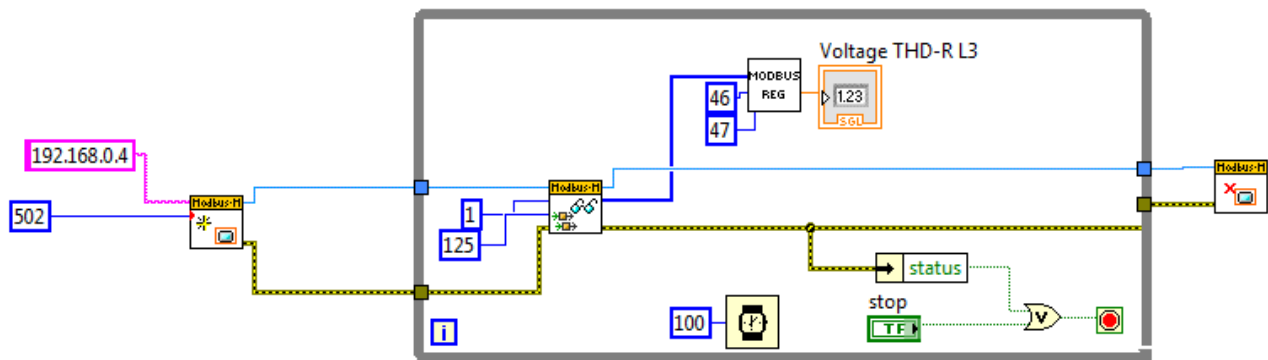 Voltage THD-R L3
MODBUS
REG
1.23
SGL
46
47
192.168.0.4
Modbus-M
502
Modbus-M
1
125
Modbus-M
status
stop
TF
V
100
i